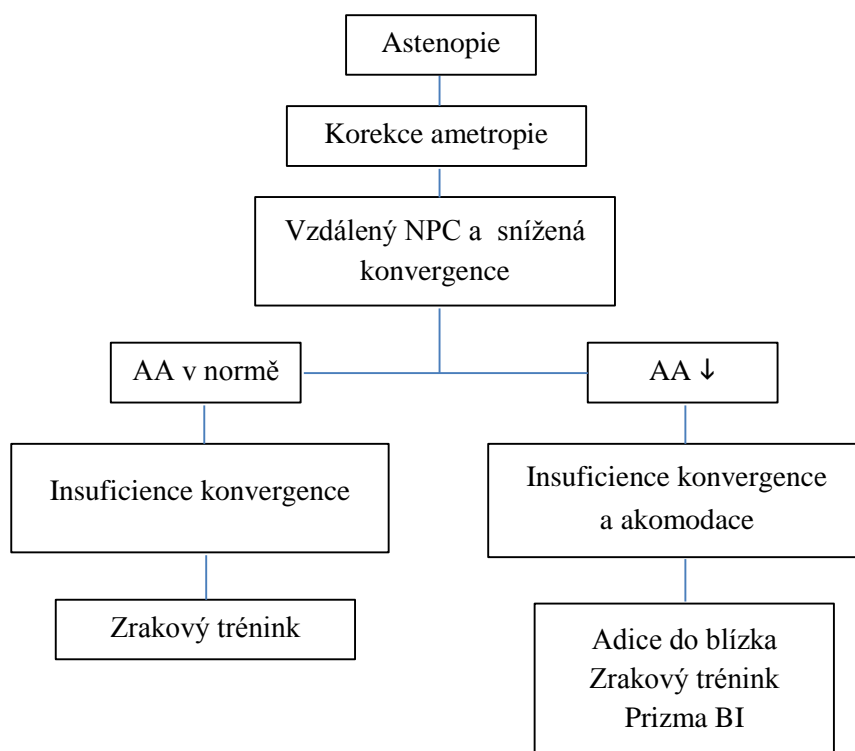 Astenopie
Korekce ametropie
Vzdálený NPC a snížená
konvergence
AA v normě
AA ↓
Insuficience konvergence
Insuficience konvergence
a akomodace
Zrakový trénink
Adice do blízka
Zrakový trénink
Prizma BI